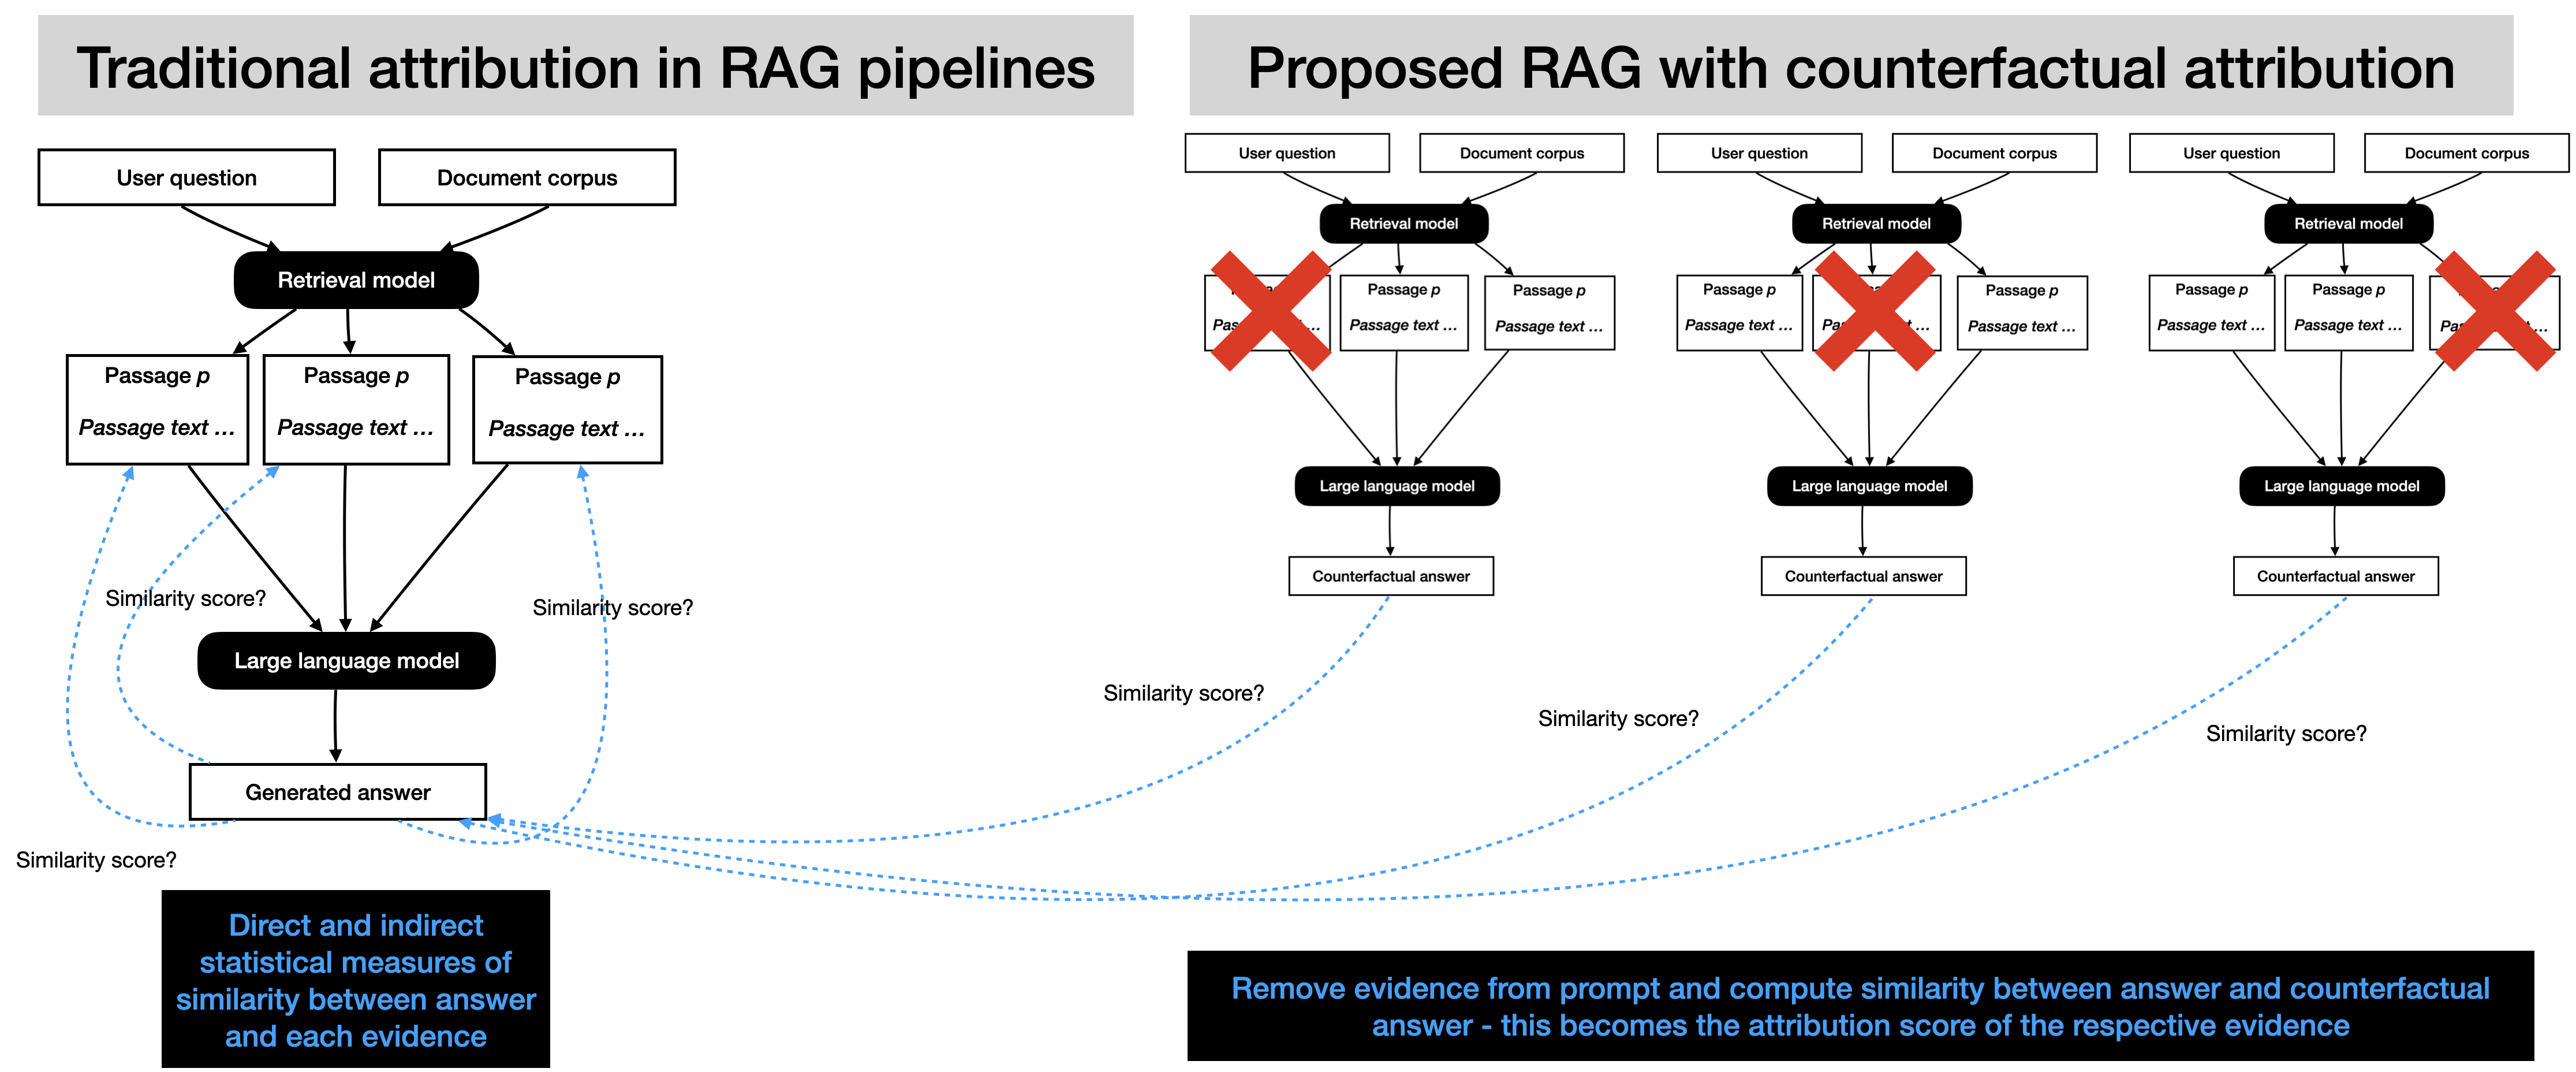 Traditional attribution in RAG pipelines
User question
Document corpus
Retrieval model
Passage p
Passage text ...
Passage p
Passage text ...
Passage p
Passage text ...
Similarity score?
Similarity score?
Large language model
Generated answer
Similarity score?
Direct and indirect
statistical measures of
similarity between answer
and each evidence
Proposed RAG with counterfactual attribution
User question
Document corpus
Retrieval model
Passage p
Passage text ...
Passage p
Passage text ...
Large language model
Counterfactual answer
Similarity score?
User question
Document corpus
Retrieval model
Passage p
Passage text ...
Passage p
Passage text ...
Large language model
Counterfactual answer
Similarity score?
User question
Document corpus
Retrieval model
Passage p
Passage text ...
Passage p
Passage text ...
Large language model
Counterfactual answer
Similarity score?
Remove evidence from prompt and compute similarity between answer and counterfactual
answer - this becomes the attribution score of the respective evidence